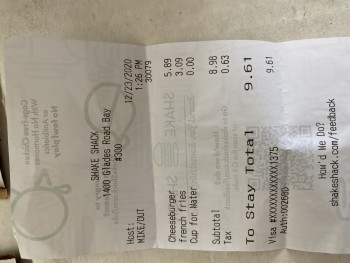 SHAKE SHACK
1400 Glades Road Bay
#300
Host: 12/23/2020
MIKE/OUT 1:26 PM
30079
Cheeseburger 5.89
french fries 3.09
Cup for Water 0.00
Subtotal 8.98
Tax 0.63
To Stay Total 9.61
Visa #XXXXXXXXXXXX1375 9.61
Auth:002680
How'd We Do?
shakeshack.com/feedback